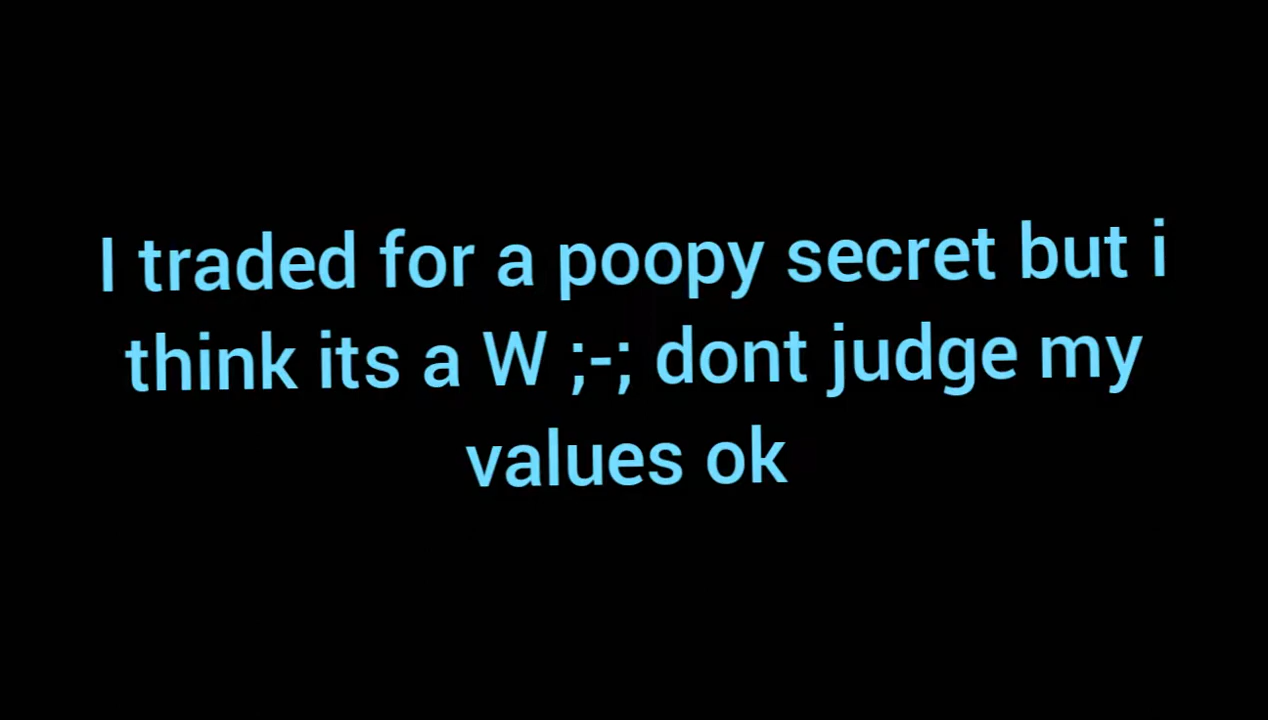 I traded for a poopy secret but i
think its a W ;-; dont judge my
values ok